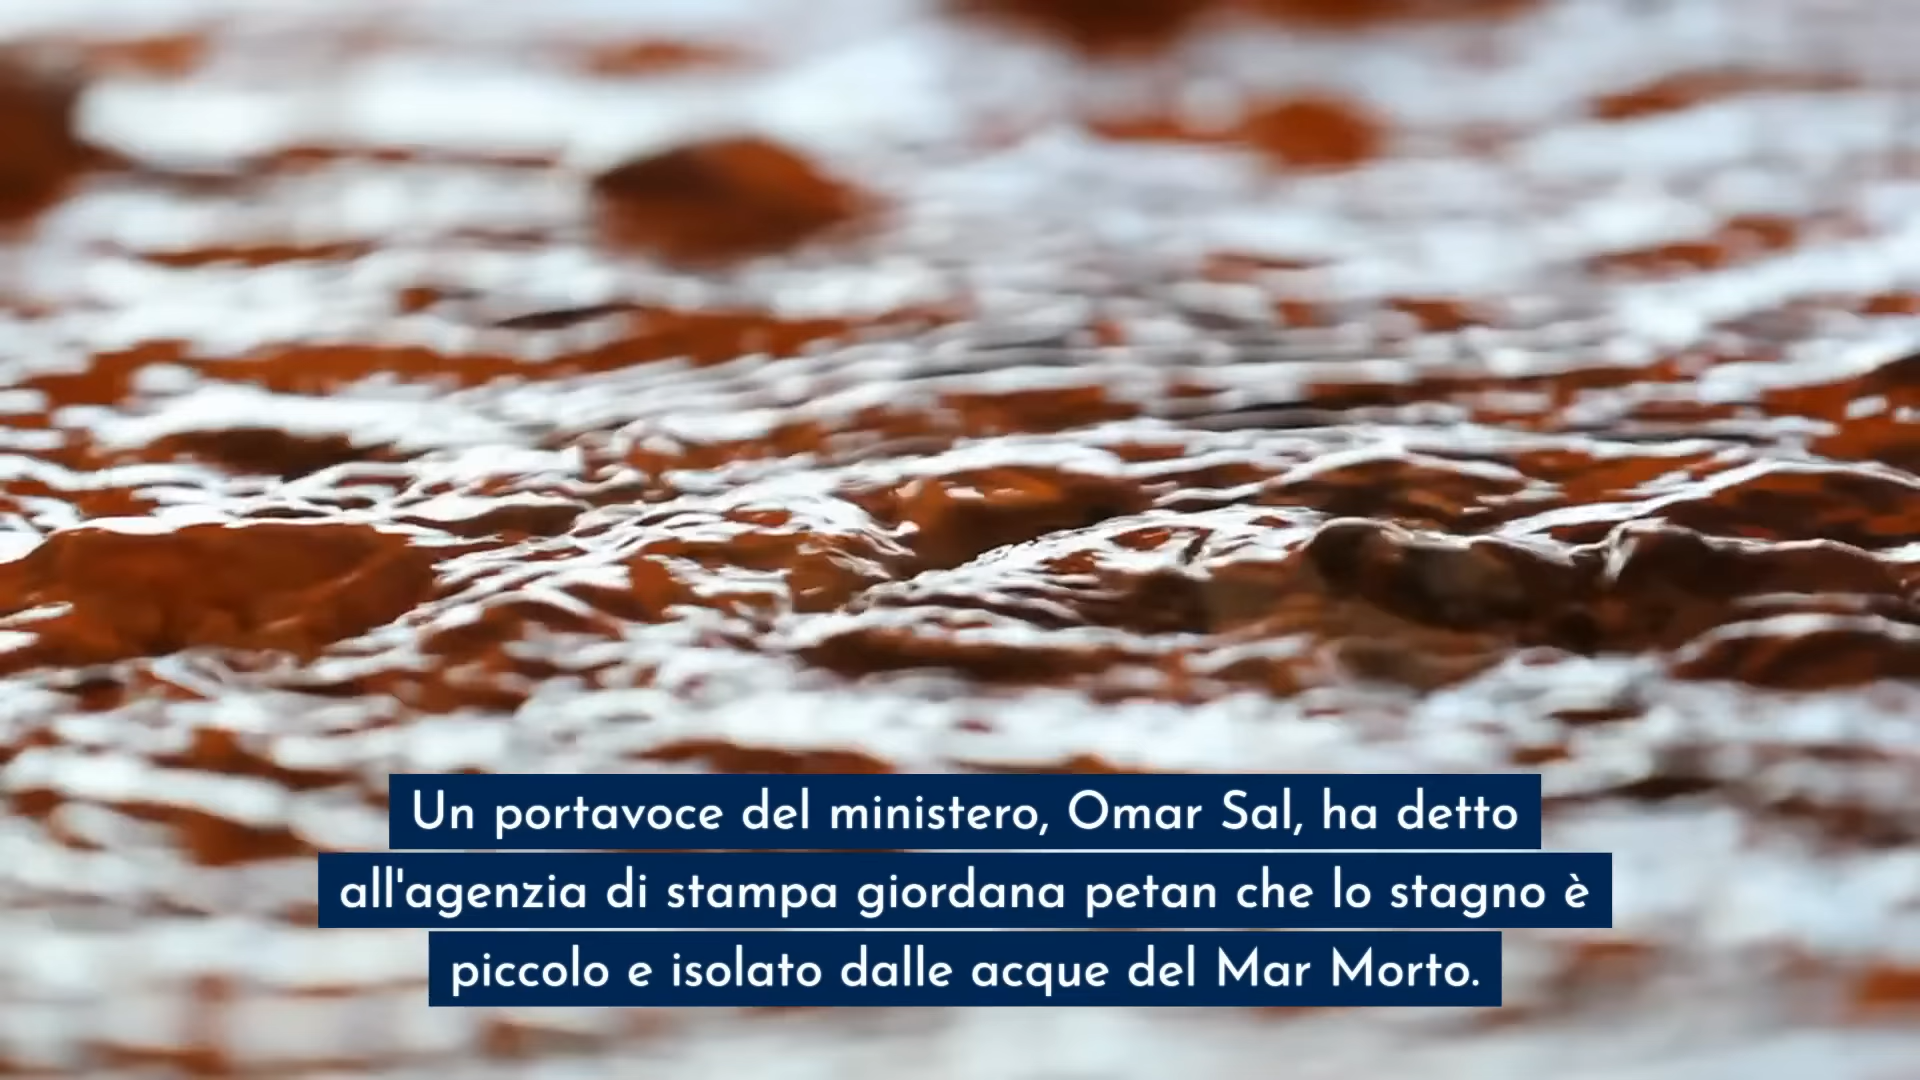 Un portavoce del ministero, Omar Sal, ha detto
all'agenzia di stampa giordana petan che lo stagno è
piccolo e isolato dalle acque del Mar Morto.